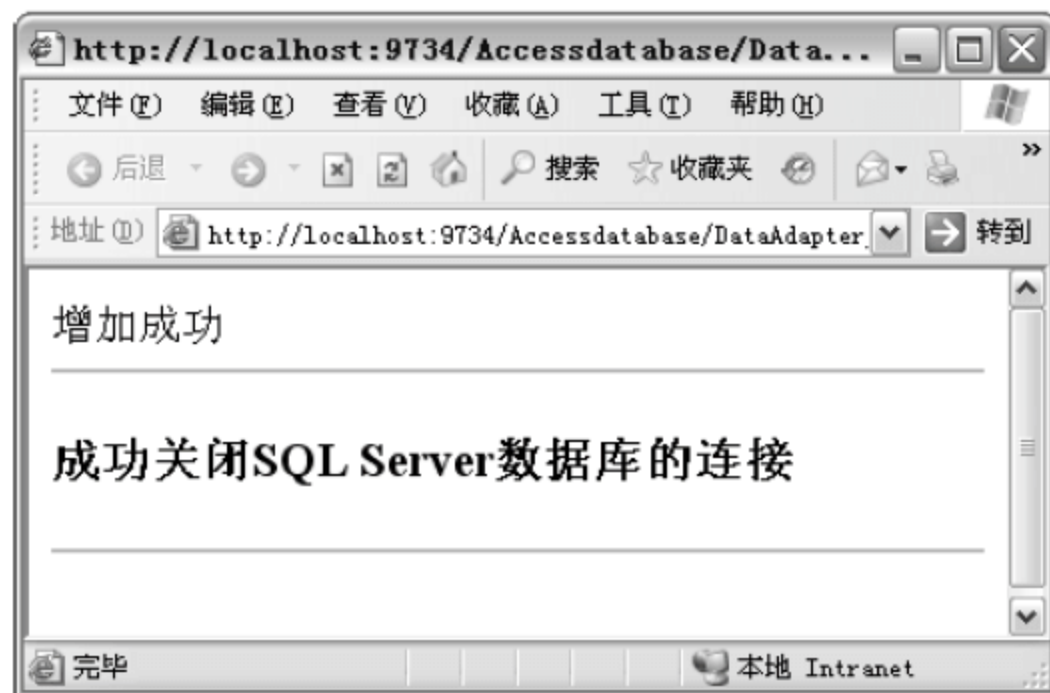 http://localhost:9734/Accessdatabase/Data...
文件(F) 编辑(E) 查看(V) 收藏(A) 工具(T) 帮助(H)
后退 搜索 收藏夹 »
地址(D) http://localhost:9734/Accessdatabase/DataAdapter_ 转到
增加成功
成功关闭SQL Server数据库的连接
完毕 本地 Intranet